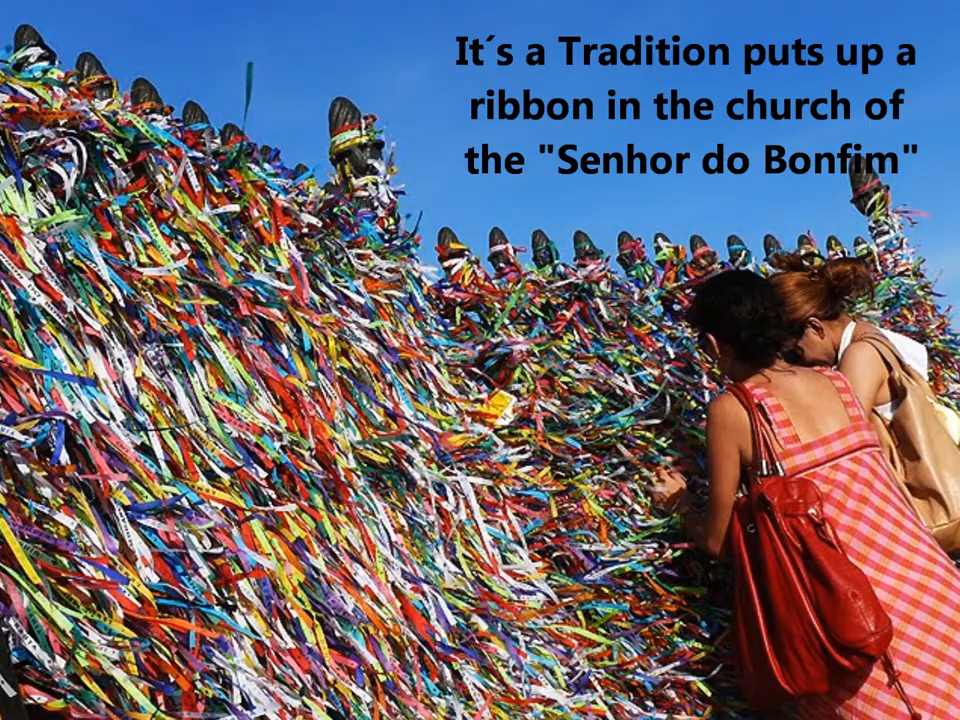 It´s a Tradition puts up a
ribbon in the church of
the "Senhor do Bonfim"